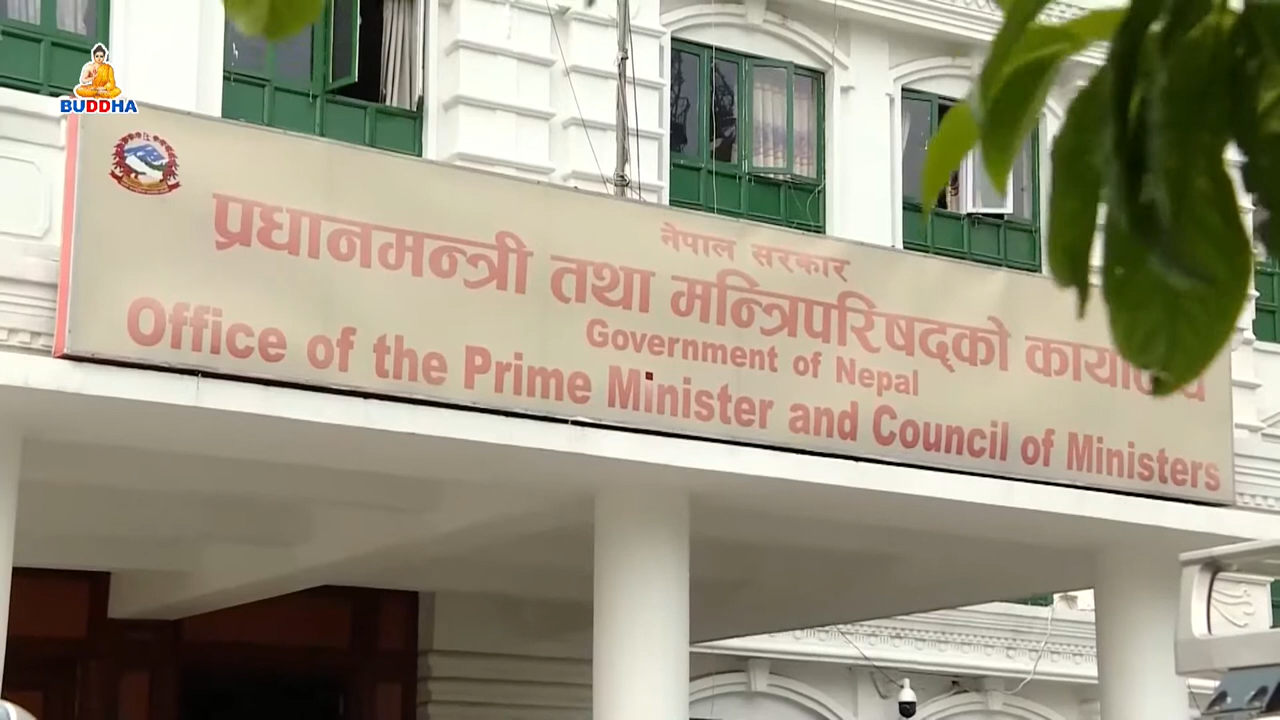 BUDDHA
नेपाल सरकार
प्रधानमन्त्री तथा मन्त्रिपरिषद्को कार्यालय
Government of Nepal
Office of the Prime Minister and Council of Ministers